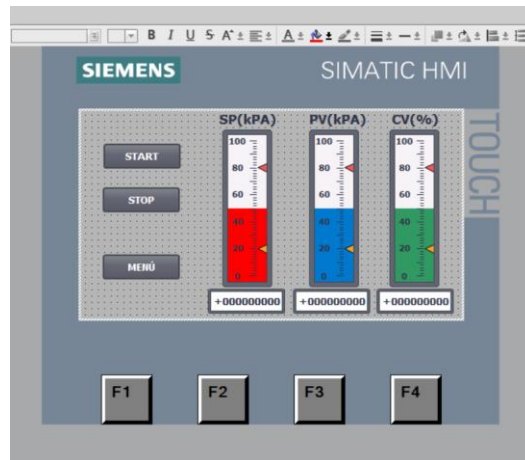 B I U S A A
SIEMENS SIMATIC HMI
TOUCH
SP(kPA) PV(kPA) CV(%)
START
STOP
MENÚ
100 100 100
80 80 80
60 60 60
40 40 40
20 20 20
0 0 0
+000000000 +000000000 +000000000
F1 F2 F3 F4